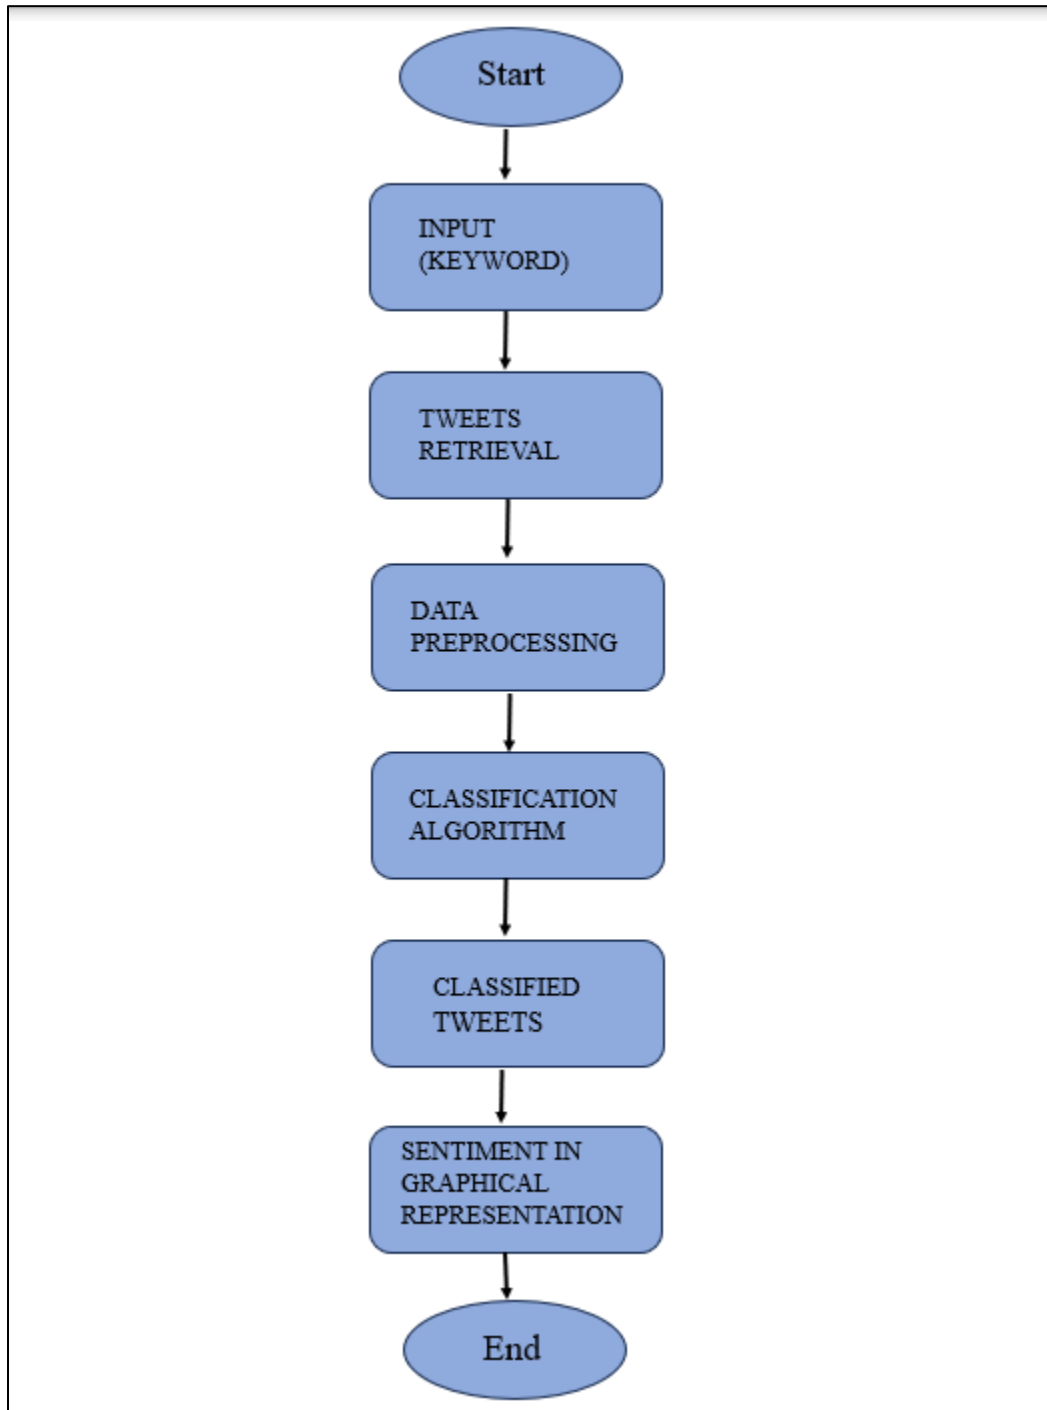 Start
INPUT
(KEYWORD)
TWEETS
RETRIEVAL
DATA
PREPROCESSING
CLASSIFICATION
ALGORITHM
CLASSIFIED
TWEETS
SENTIMENT IN
GRAPHICAL
REPRESENTATION
End